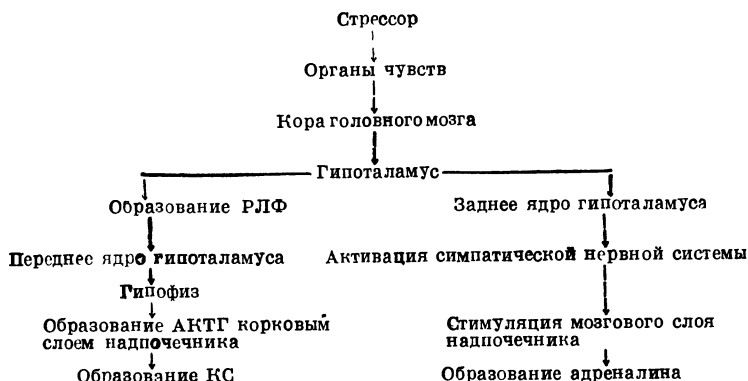 Стрессор
Органы чувств
Кора головного мозга
Гипоталамус
Образование РЛФ
Заднее ядро гипоталамуса
Переднее ядро гипоталамуса
Активация симпатической нервной системы
Гипофиз
Образование АКТГ корковым
слоем надпочечника
Стимуляция мозгового слоя
надпочечника
Образование КС
Образование адреналина